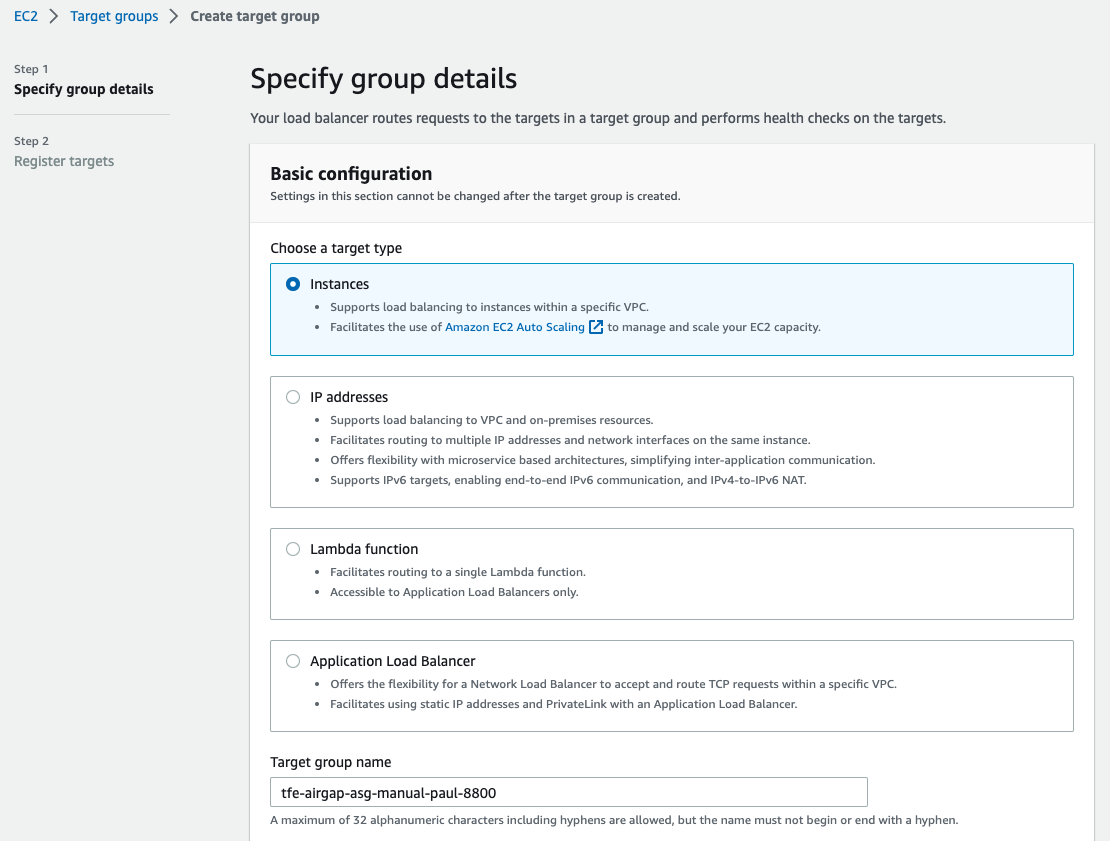 EC2 > Target groups > Create target group
Step 1
Specify group details
Step 2
Register targets
Specify group details
Your load balancer routes requests to the targets in a target group and performs health checks on the targets.
Basic configuration
Settings in this section cannot be changed after the target group is created.
Choose a target type
Instances
• Supports load balancing to instances within a specific VPC.
• Facilitates the use of Amazon EC2 Auto Scaling to manage and scale your EC2 capacity.
IP addresses
• Supports load balancing to VPC and on-premises resources.
• Facilitates routing to multiple IP addresses and network interfaces on the same instance.
• Offers flexibility with microservice based architectures, simplifying inter-application communication.
• Supports IPv6 targets, enabling end-to-end IPv6 communication, and IPv4-to-IPv6 NAT.
Lambda function
• Facilitates routing to a single Lambda function.
• Accessible to Application Load Balancers only.
Application Load Balancer
• Offers the flexibility for a Network Load Balancer to accept and route TCP requests within a specific VPC.
• Facilitates using static IP addresses and PrivateLink with an Application Load Balancer.
Target group name
tfe-airgap-asg-manual-paul-8800
A maximum of 32 alphanumeric characters including hyphens are allowed, but the name must not begin or end with a hyphen.